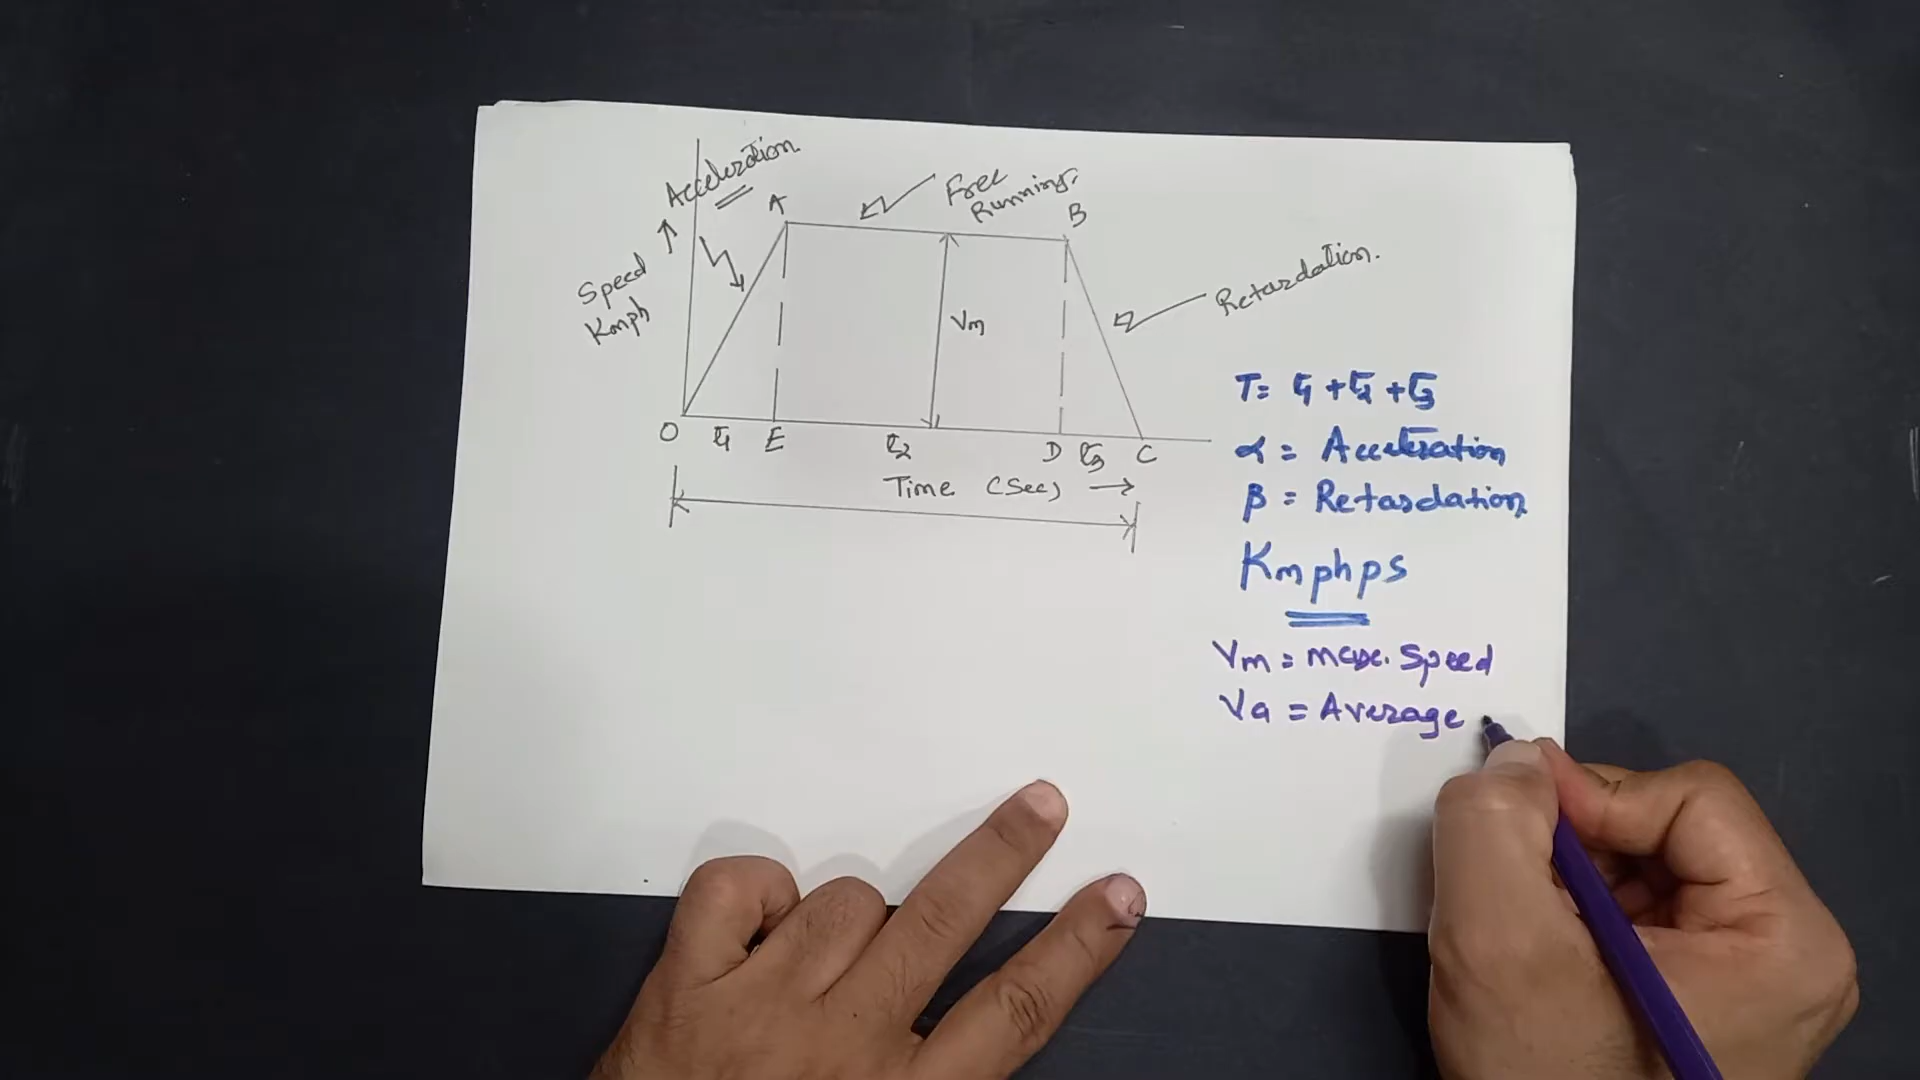 Acceleration
A
Free
Running.
B
Speed
Kmph
Retardation.
Vm
O t1 E t2 D t3 C
Time (Sec) →
T = t1 + t2 + t3
α = Acceleration
β = Retardation
Kmphps
Vm = max. Speed
Va = Average